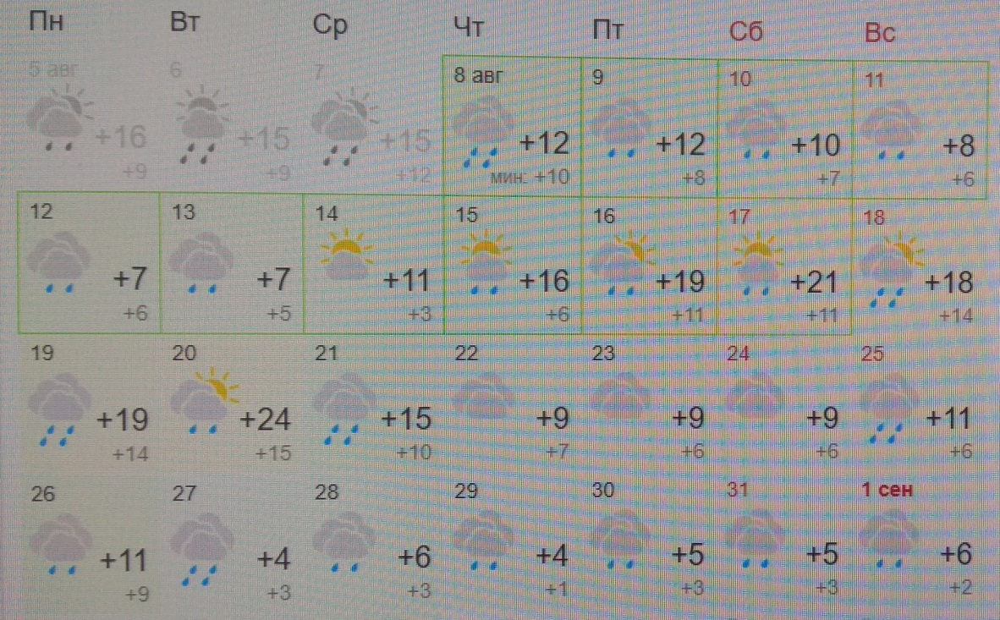 Пн Вт Ср Чт Пт Сб Вс
5 авг 6 7 8 авг 9 10 11
+16 +15 +15 +12 +12 +10 +8
+9 +9 +12 мин: +10 +8 +7 +6
12 13 14 15 16 17 18
+7 +7 +11 +16 +19 +21 +18
+6 +5 +3 +6 +11 +11 +14
19 20 21 22 23 24 25
+19 +24 +15 +9 +9 +9 +11
+14 +15 +10 +7 +6 +6 +6
26 27 28 29 30 31 1 сен
+11 +4 +6 +4 +5 +5 +6
+9 +3 +3 +1 +3 +3 +2